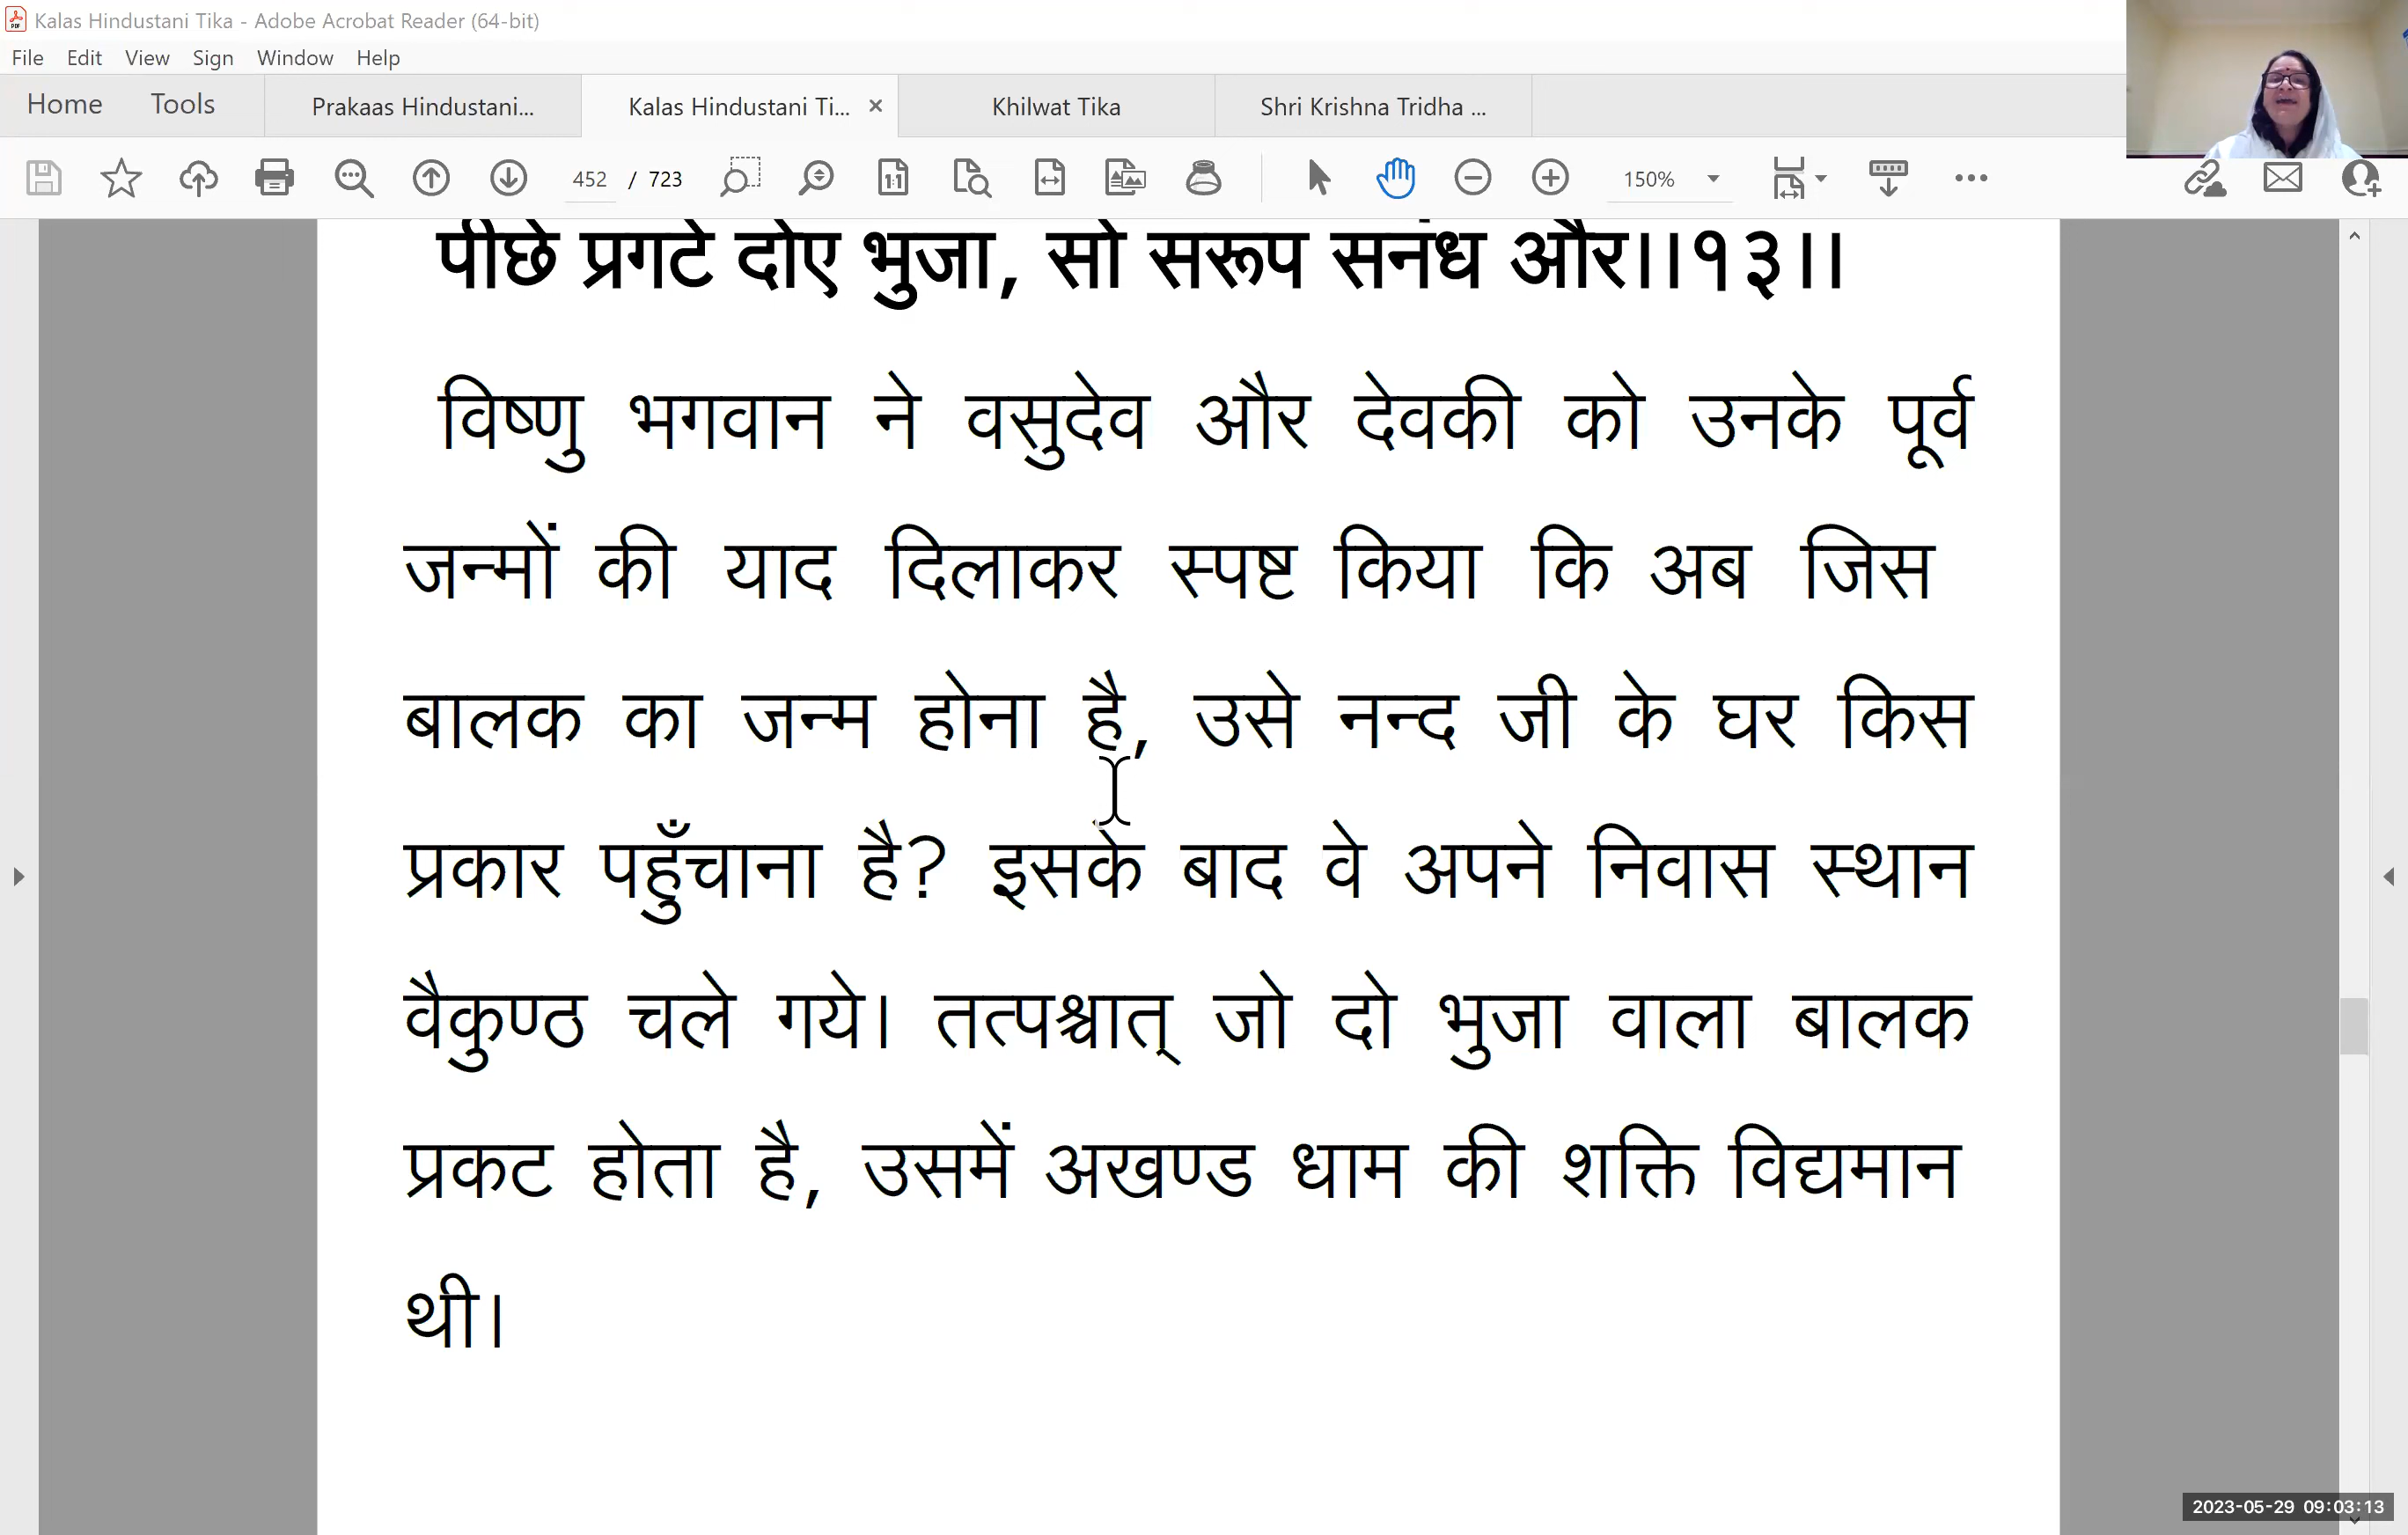 Kalas Hindustani Tika - Adobe Acrobat Reader (64-bit)
File Edit View Sign Window Help
Home Tools Prakaas Hindustani... Kalas Hindustani Ti... × Khilwat Tika Shri Krishna Tridha ...
452 / 723 1:1 150%
पीछे प्रगटे दोए भुजा, सो सरूप सनंध और।।१३।।
विष्णु भगवान ने वसुदेव और देवकी को उनके पूर्व
जन्मों की याद दिलाकर स्पष्ट किया कि अब जिस
बालक का जन्म होना है, उसे नन्द जी के घर किस
प्रकार पहुँचाना है? इसके बाद वे अपने निवास स्थान
वैकुण्ठ चले गये। तत्पश्चात् जो दो भुजा वाला बालक
प्रकट होता है, उसमें अखण्ड धाम की शक्ति विद्यमान
थी।
2023-05-29 09:03:13